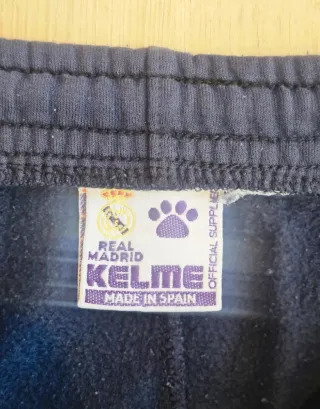 REAL
MADRID
KELME
MADE IN SPAIN
OFFICIAL SUPPLIER